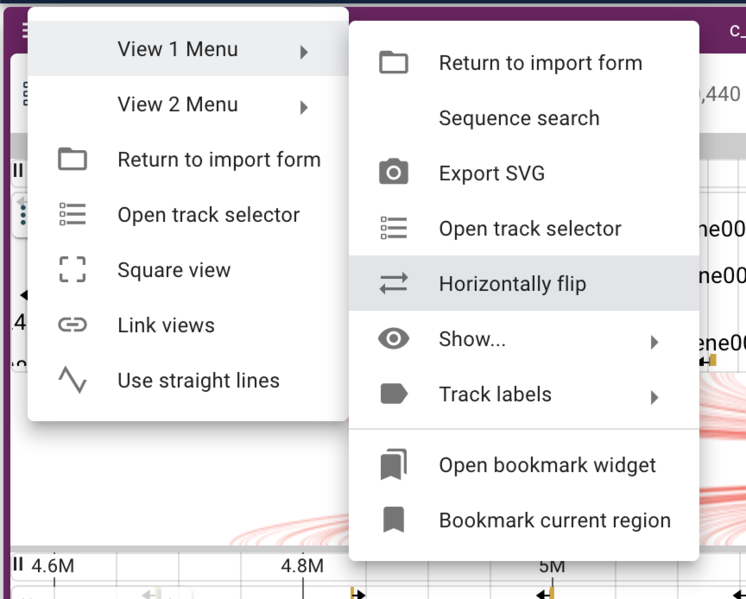 View 1 Menu
View 2 Menu
Return to import form
Open track selector
Square view
Link views
Use straight lines
Return to import form
Sequence search
Export SVG
Open track selector
Horizontally flip
Show...
Track labels
Open bookmark widget
Bookmark current region
c_
,440
ne00
ne00
ene00
4.6M
4.8M
5M